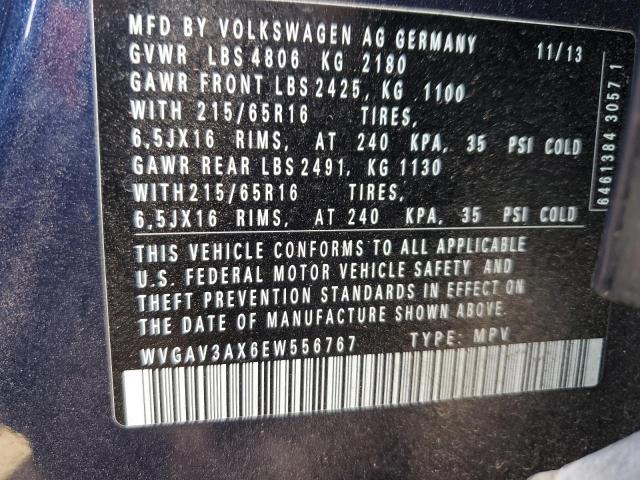 MFD BY VOLKSWAGEN AG GERMANY 11/13
GVWR LBS 4806 KG 2180
GAWR FRONT LBS 2425, KG 1100
WITH 215/65R16 TIRES,
6,5JX16 RIMS, AT 240 KPA, 35 PSI COLD
GAWR REAR LBS 2491, KG 1130
WITH 215/65R16 TIRES,
6,5JX16 RIMS, AT 240 KPA, 35 PSI COLD
THIS VEHICLE CONFORMS TO ALL APPLICABLE
U.S. FEDERAL MOTOR VEHICLE SAFETY AND
THEFT PREVENTION STANDARDS IN EFFECT ON
THE DATE OF MANUFACTURE SHOWN ABOVE.
WVGAV3AX6EW556767 TYPE: MPV
6461384 3057 1